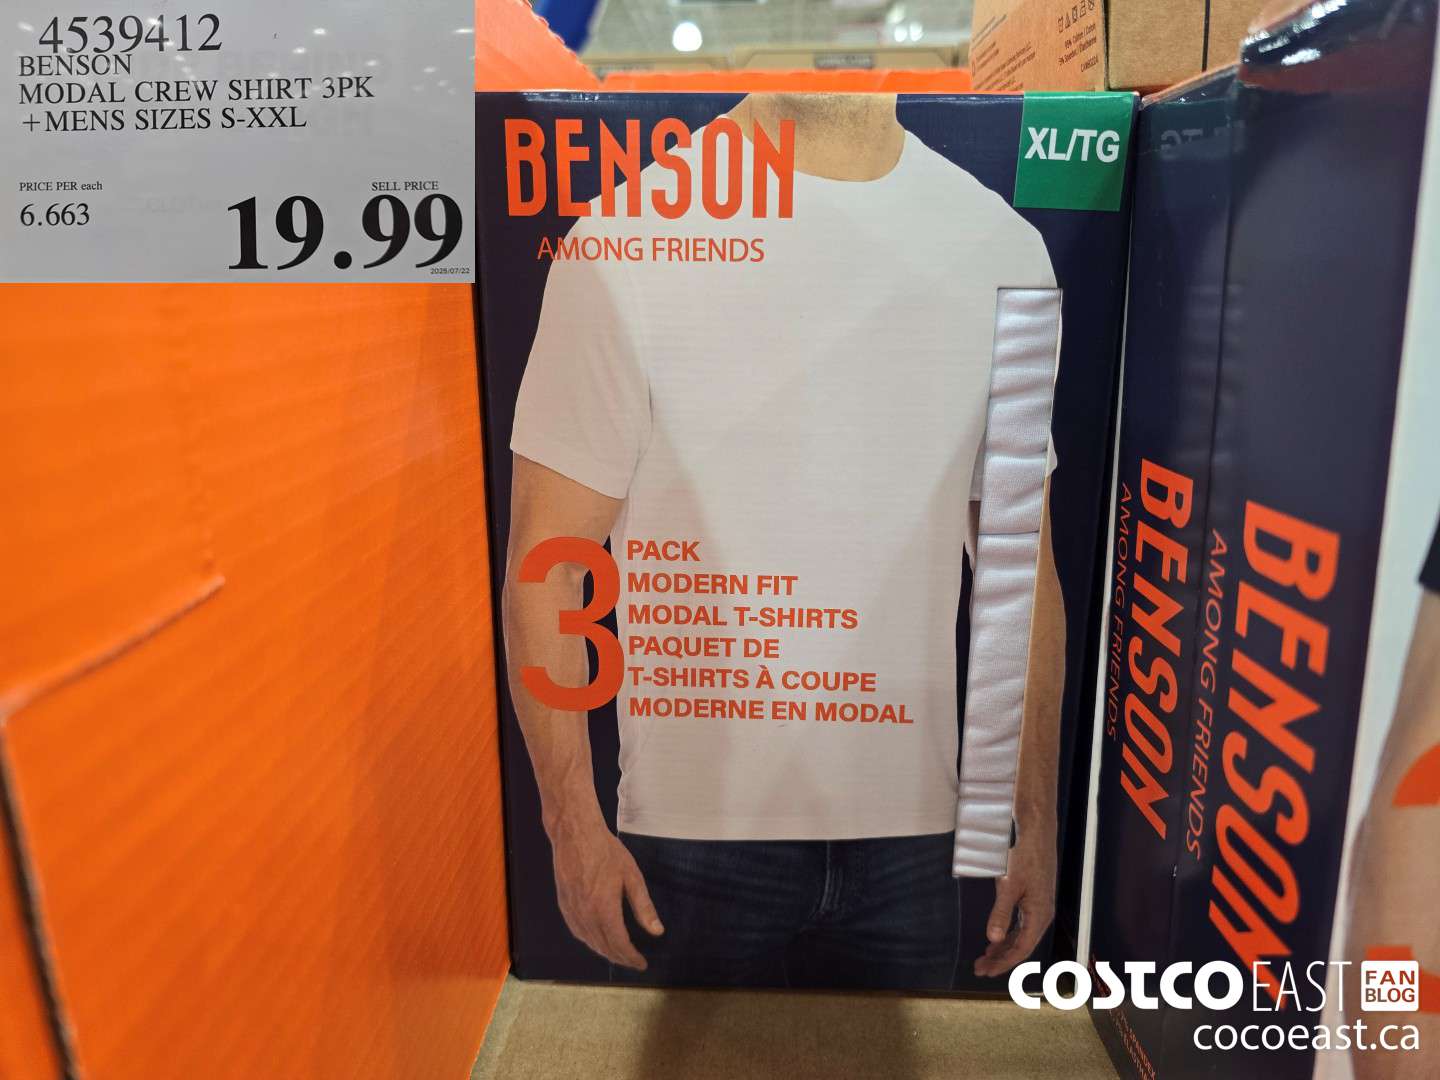 4539412
BENSON
MODAL CREW SHIRT 3PK
+MENS SIZES S-XXL
PRICE PER each
6.663
SELL PRICE
19.99
2025/07/22
BENSON
AMONG FRIENDS
XL/TG
3
PACK
MODERN FIT
MODAL T-SHIRTS
PAQUET DE
T-SHIRTS À COUPE
MODERNE EN MODAL
BENSON
AMONG FRIENDS
BENSON
AMONG FRIENDS
COSTCO EAST FAN BLOG
cocoeast.ca